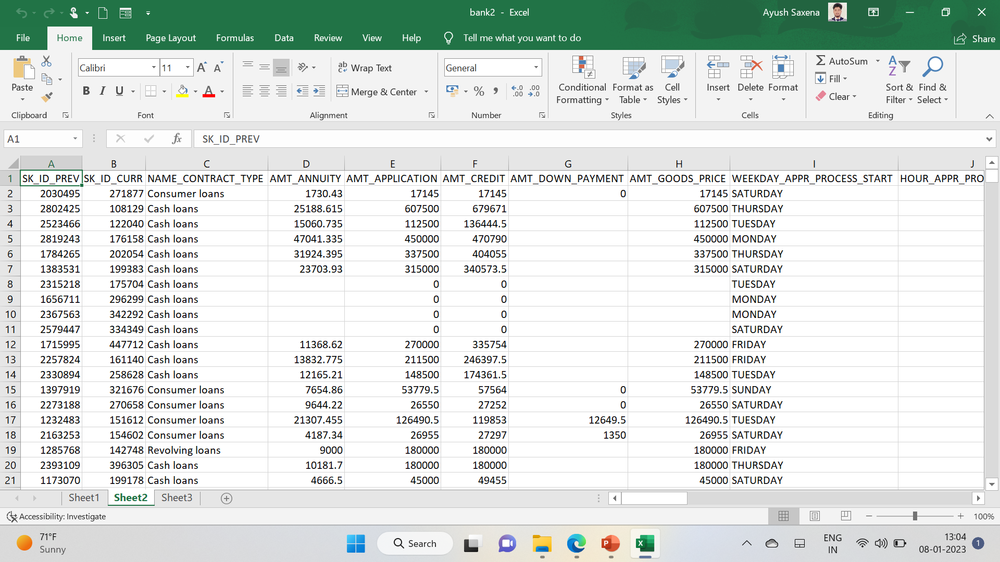 bank2 - Excel
Ayush Saxena
File Home Insert Page Layout Formulas Data Review View Help Tell me what you want to do Share
Calibri 11 Wrap Text General AutoSum
Paste B I U Merge & Center % Conditional Formatting Format as Table Cell Styles Insert Delete Format Fill Clear Sort & Filter Find & Select
Clipboard Font Alignment Number Styles Cells Editing
A1 fx SK_ID_PREV
A B C D E F G H I J
1 SK_ID_PREV SK_ID_CURR NAME_CONTRACT_TYPE AMT_ANNUITY AMT_APPLICATION AMT_CREDIT AMT_DOWN_PAYMENT AMT_GOODS_PRICE WEEKDAY_APPR_PROCESS_START HOUR_APPR_PRO
2 2030495 271877 Consumer loans 1730.43 17145 17145 0 17145 SATURDAY
3 2802425 108129 Cash loans 25188.615 607500 679671 607500 THURSDAY
4 2523466 122040 Cash loans 15060.735 112500 136444.5 112500 TUESDAY
5 2819243 176158 Cash loans 47041.335 450000 470790 450000 MONDAY
6 1784265 202054 Cash loans 31924.395 337500 404055 337500 THURSDAY
7 1383531 199383 Cash loans 23703.93 315000 340573.5 315000 SATURDAY
8 2315218 175704 Cash loans 0 0 TUESDAY
9 1656711 296299 Cash loans 0 0 MONDAY
10 2367563 342292 Cash loans 0 0 MONDAY
11 2579447 334349 Cash loans 0 0 SATURDAY
12 1715995 447712 Cash loans 11368.62 270000 335754 270000 FRIDAY
13 2257824 161140 Cash loans 13832.775 211500 246397.5 211500 FRIDAY
14 2330894 258628 Cash loans 12165.21 148500 174361.5 148500 TUESDAY
15 1397919 321676 Consumer loans 7654.86 53779.5 57564 0 53779.5 SUNDAY
16 2273188 270658 Consumer loans 9644.22 26550 27252 0 26550 SATURDAY
17 1232483 151612 Consumer loans 21307.455 126490.5 119853 12649.5 126490.5 TUESDAY
18 2163253 154602 Consumer loans 4187.34 26955 27297 1350 26955 SATURDAY
19 1285768 142748 Revolving loans 9000 180000 180000 180000 FRIDAY
20 2393109 396305 Cash loans 10181.7 180000 180000 180000 THURSDAY
21 1173070 199178 Cash loans 4666.5 45000 49455 45000 SATURDAY
Sheet1 Sheet2 Sheet3
Accessibility: Investigate 100%
71°F
Sunny
Search
ENG
IN
13:04
08-01-2023
1